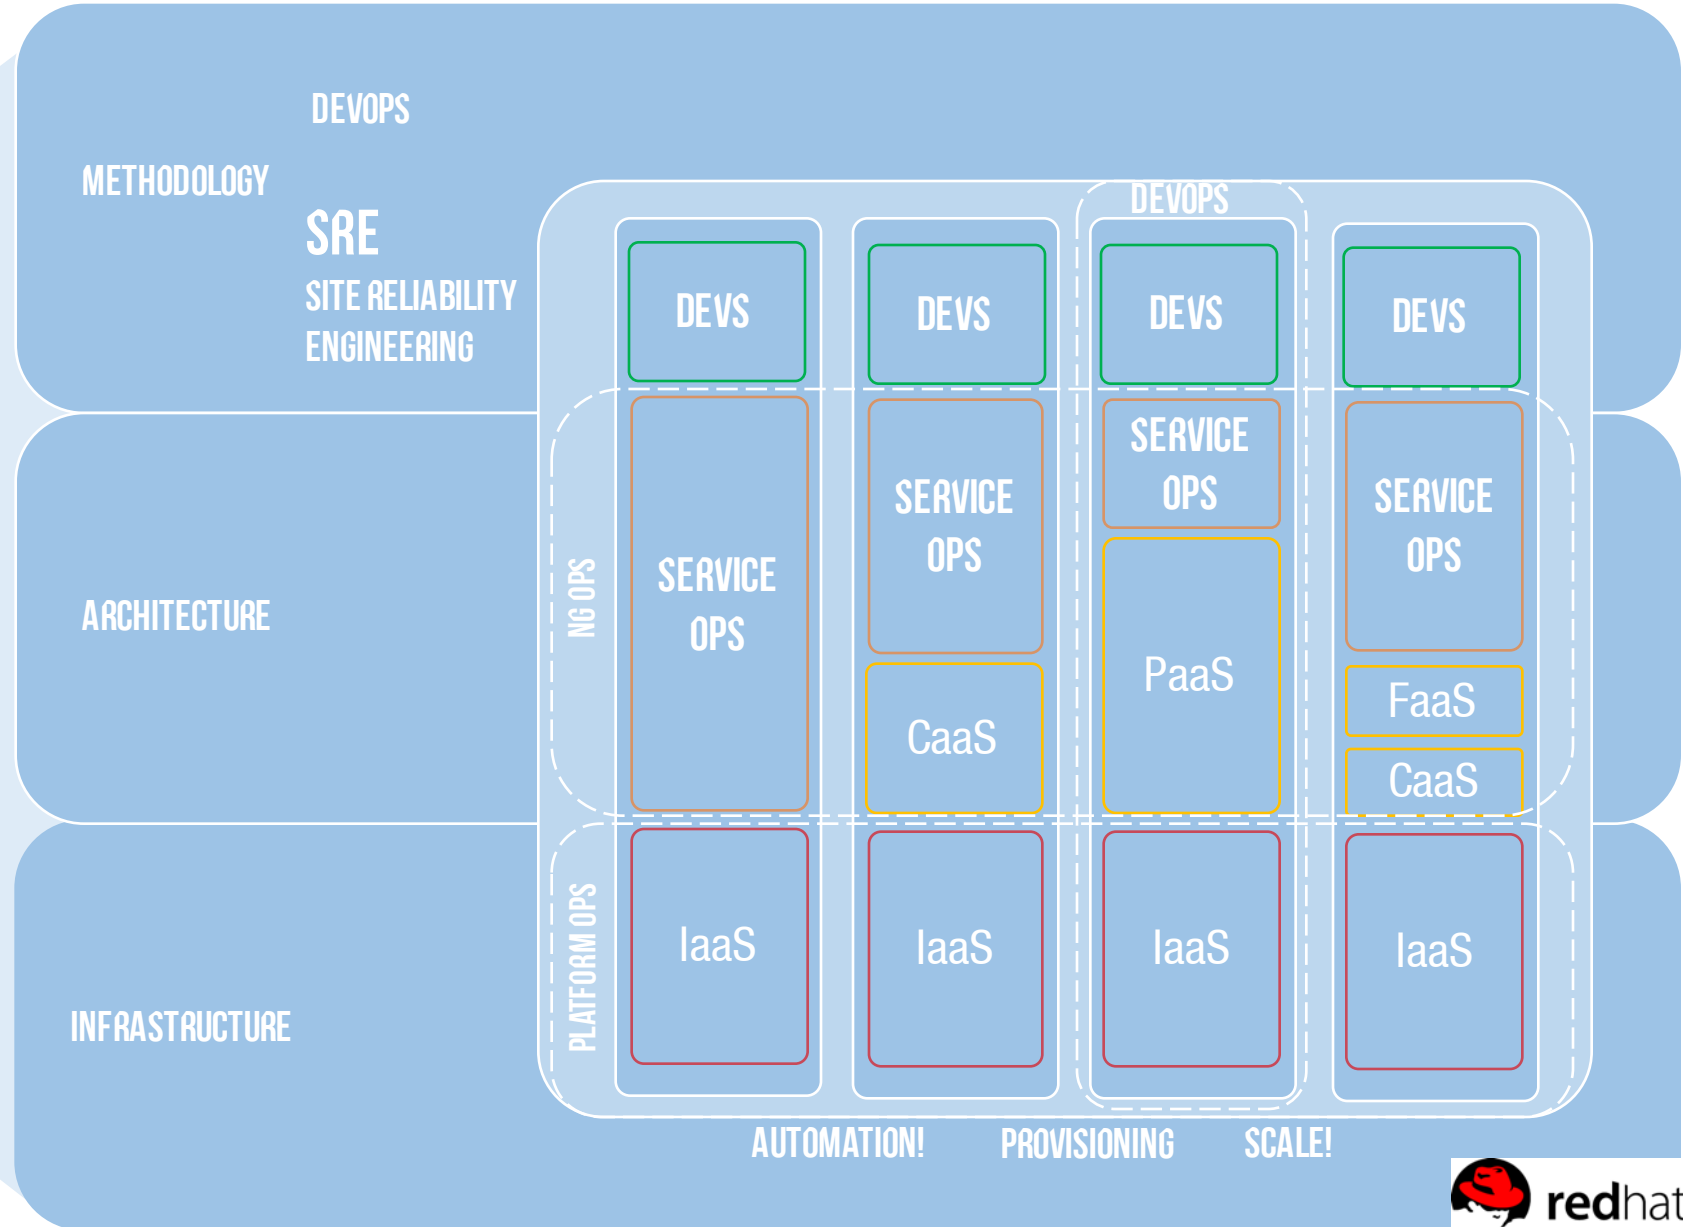 DEVOPS
METHODOLOGY
SRE
SITE RELIABILITY
ENGINEERING
DEVOPS
DEVS
DEVS
DEVS
DEVS
ARCHITECTURE
NG OPS
SERVICE
OPS
SERVICE
OPS
CaaS
SERVICE
OPS
PaaS
SERVICE
OPS
FaaS
CaaS
INFRASTRUCTURE
PLATFORM OPS
IaaS
IaaS
IaaS
IaaS
AUTOMATION!
PROVISIONING
SCALE!
redhat